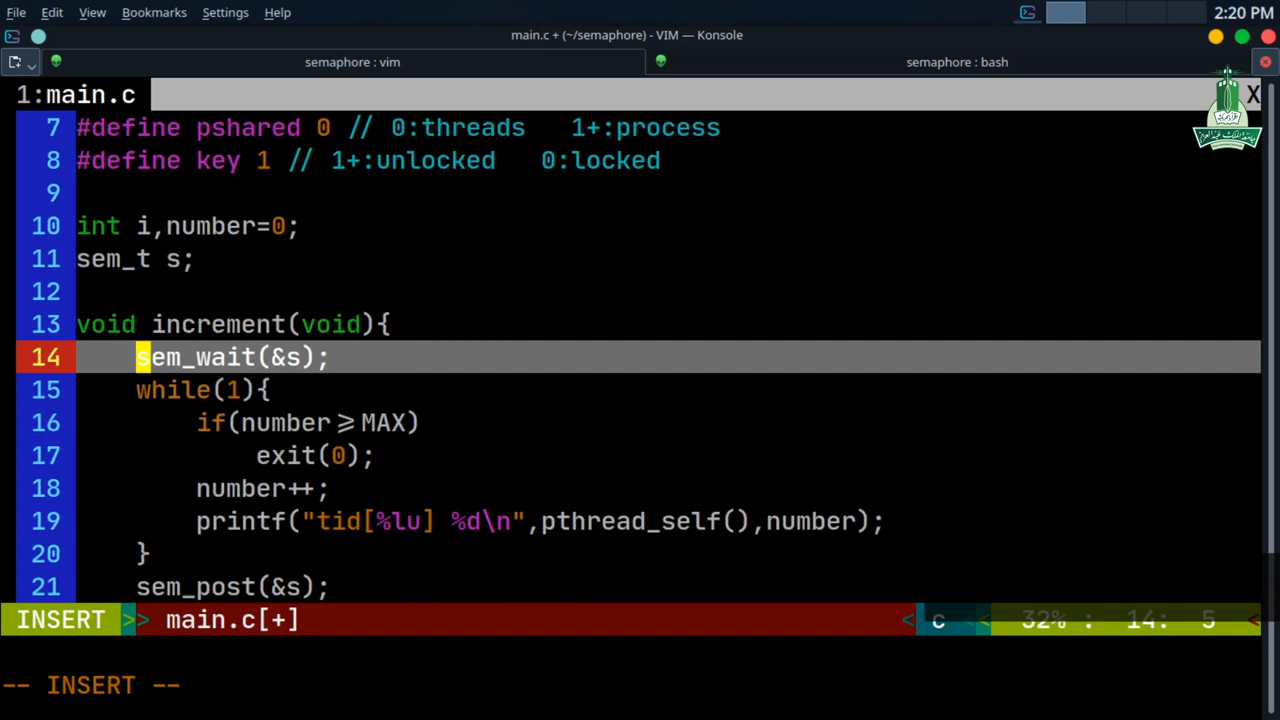 File Edit View Bookmarks Settings Help 2:20 PM
main.c + (~/semaphore) - VIM — Konsole
semaphore : vim semaphore : bash
1:main.c X
7 #define pshared 0 // 0:threads 1+:process
8 #define key 1 // 1+:unlocked 0:locked
9
10 int i,number=0;
11 sem_t s;
12
13 void increment(void){
14 sem_wait(&s);
15 while(1){
16 if(number>=MAX)
17 exit(0);
18 number++;
19 printf("tid[%lu] %d\n",pthread_self(),number);
20 }
21 sem_post(&s);
INSERT >> main.c[+] < c < 32% : 14: 5 <
-- INSERT --